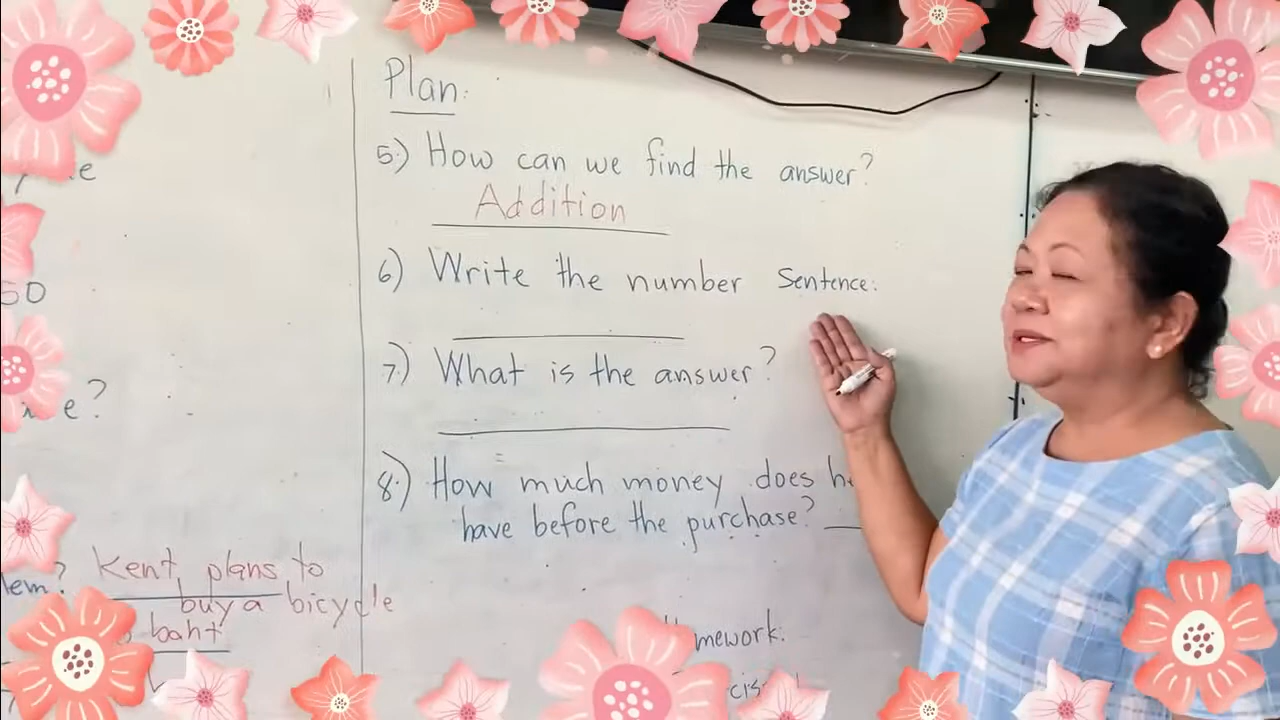 50
Kent plans to
buy a bicycle
baht
Plan:
5.) How can we find the answer?
Addition
6.) Write the number Sentence:
7.) What is the answer?
8.) How much money does
have before the purchase?